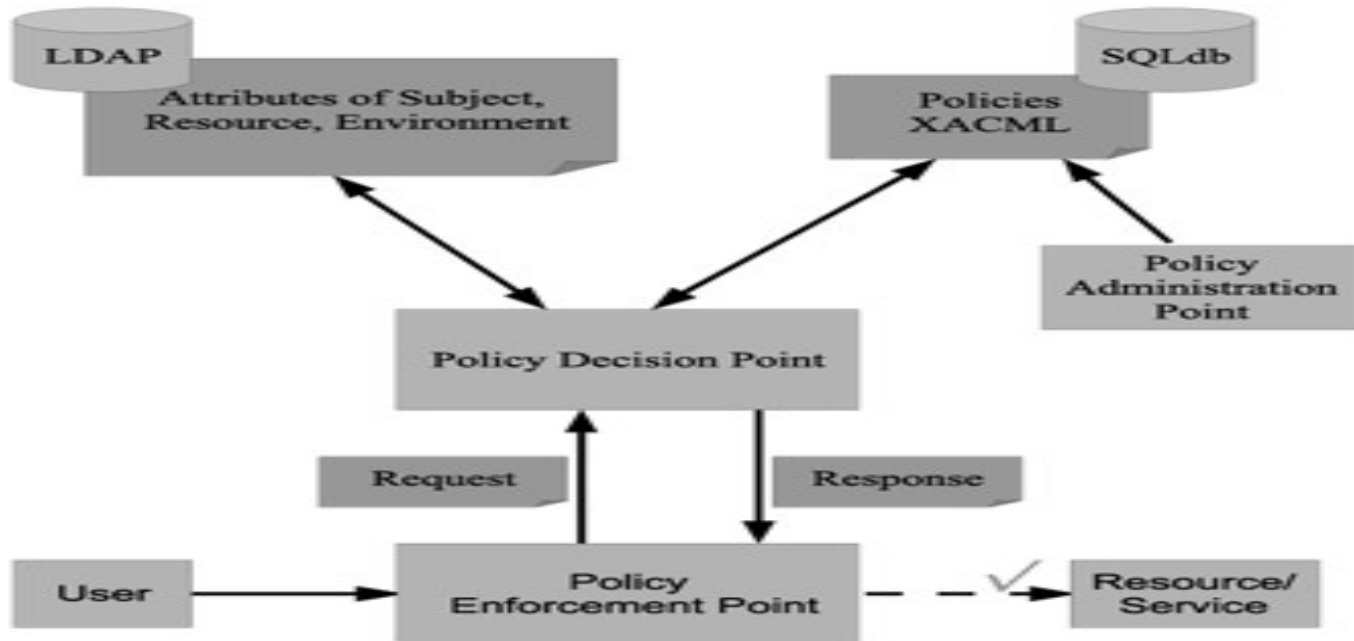 LDAP
Attributes of Subject,
Resource, Environment
SQLdb
Policies
XACML
Policy
Administration
Point
Policy Decision Point
Request
Response
User
Policy
Enforcement Point
Resource/
Service